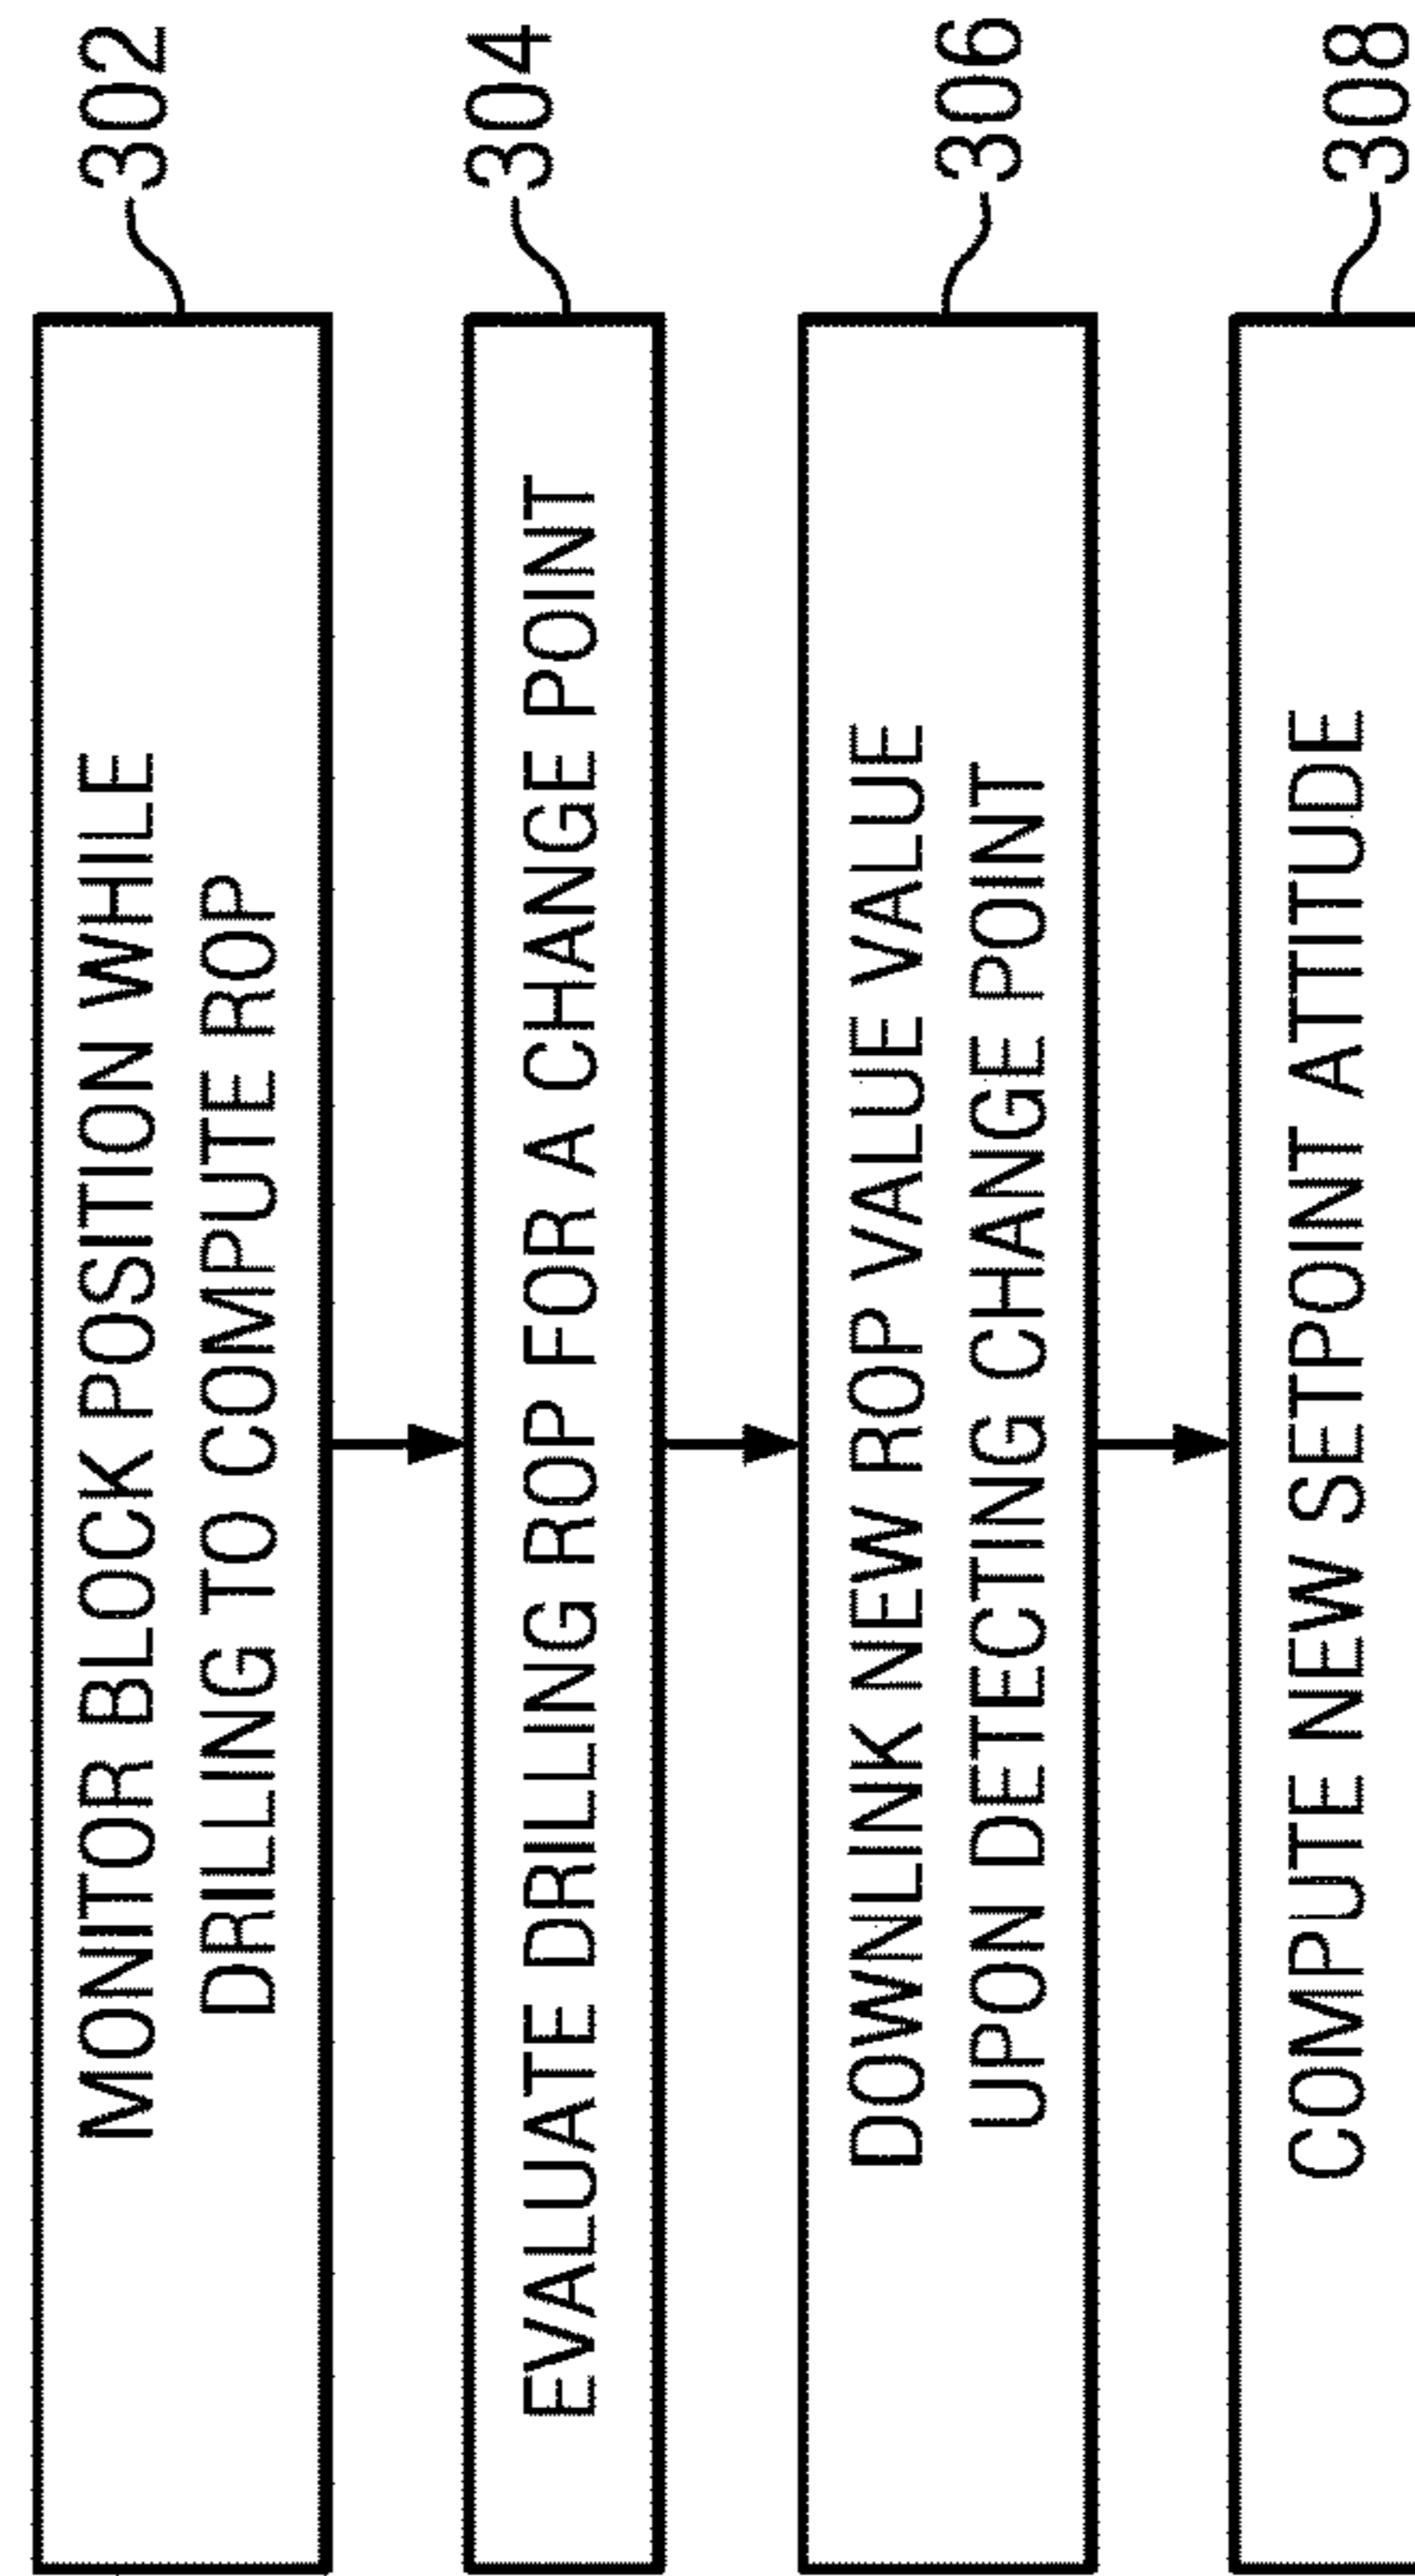 MONITOR BLOCK POSITION WHILE
DRILLING TO COMPUTE ROP
302
EVALUATE DRILLING ROP FOR A CHANGE POINT
304
DOWNLINK NEW ROP VALUE VALUE
UPON DETECTING CHANGE POINT
306
COMPUTE NEW SETPOINT ATTITUDE
308